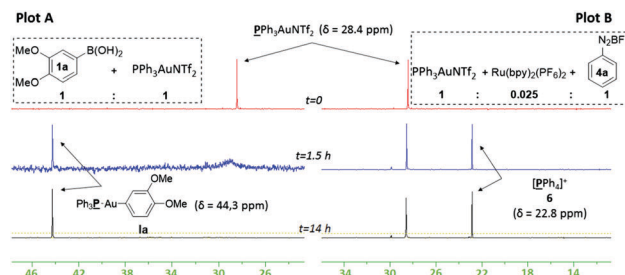 Plot A
Plot B
PPh3AuNTf2 (δ = 28.4 ppm)
B(OH)2
1a
MeO
MeO
+ PPh3AuNTf2
1 : 1
N2BF
4a
PPh3AuNTf2 + Ru(bpy)2(PF6)2 +
1 : 0.025 : 1
t=0
t=1.5 h
OMe
Ph3P Au OMe (δ = 44,3 ppm)
Ia
[PPh4]+
6
(δ = 22.8 ppm)
t=14 h
46 42 38 34 30 26
34 30 26 22 18 14